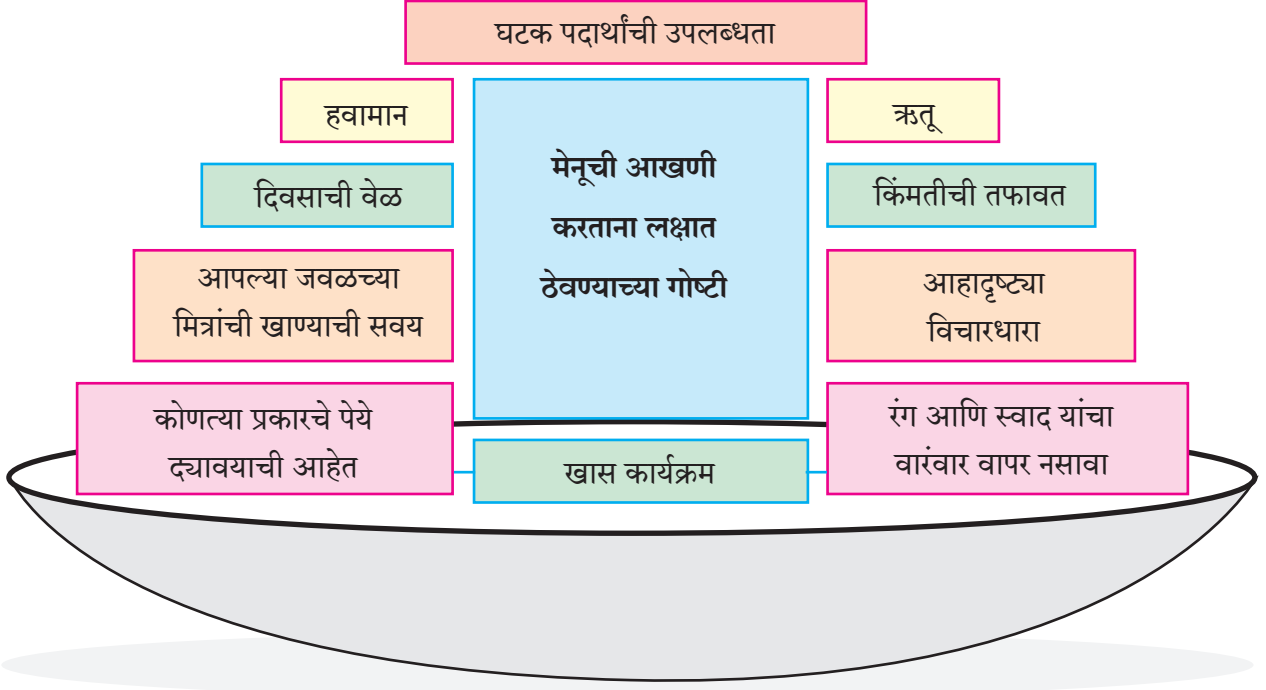 घटक पदार्थांची उपलब्धता
हवामान
ऋतू
दिवसाची वेळ
किंमतीची तफावत
आपल्या जवळच्या
मित्रांची खाण्याची सवय
मेनूची आखणी
करताना लक्षात
ठेवण्याच्या गोष्टी
आहादृष्ट्या
विचारधारा
कोणत्या प्रकारचे पेये
द्यावयाची आहेत
खास कार्यक्रम
रंग आणि स्वाद यांचा
वारंवार वापर नसावा